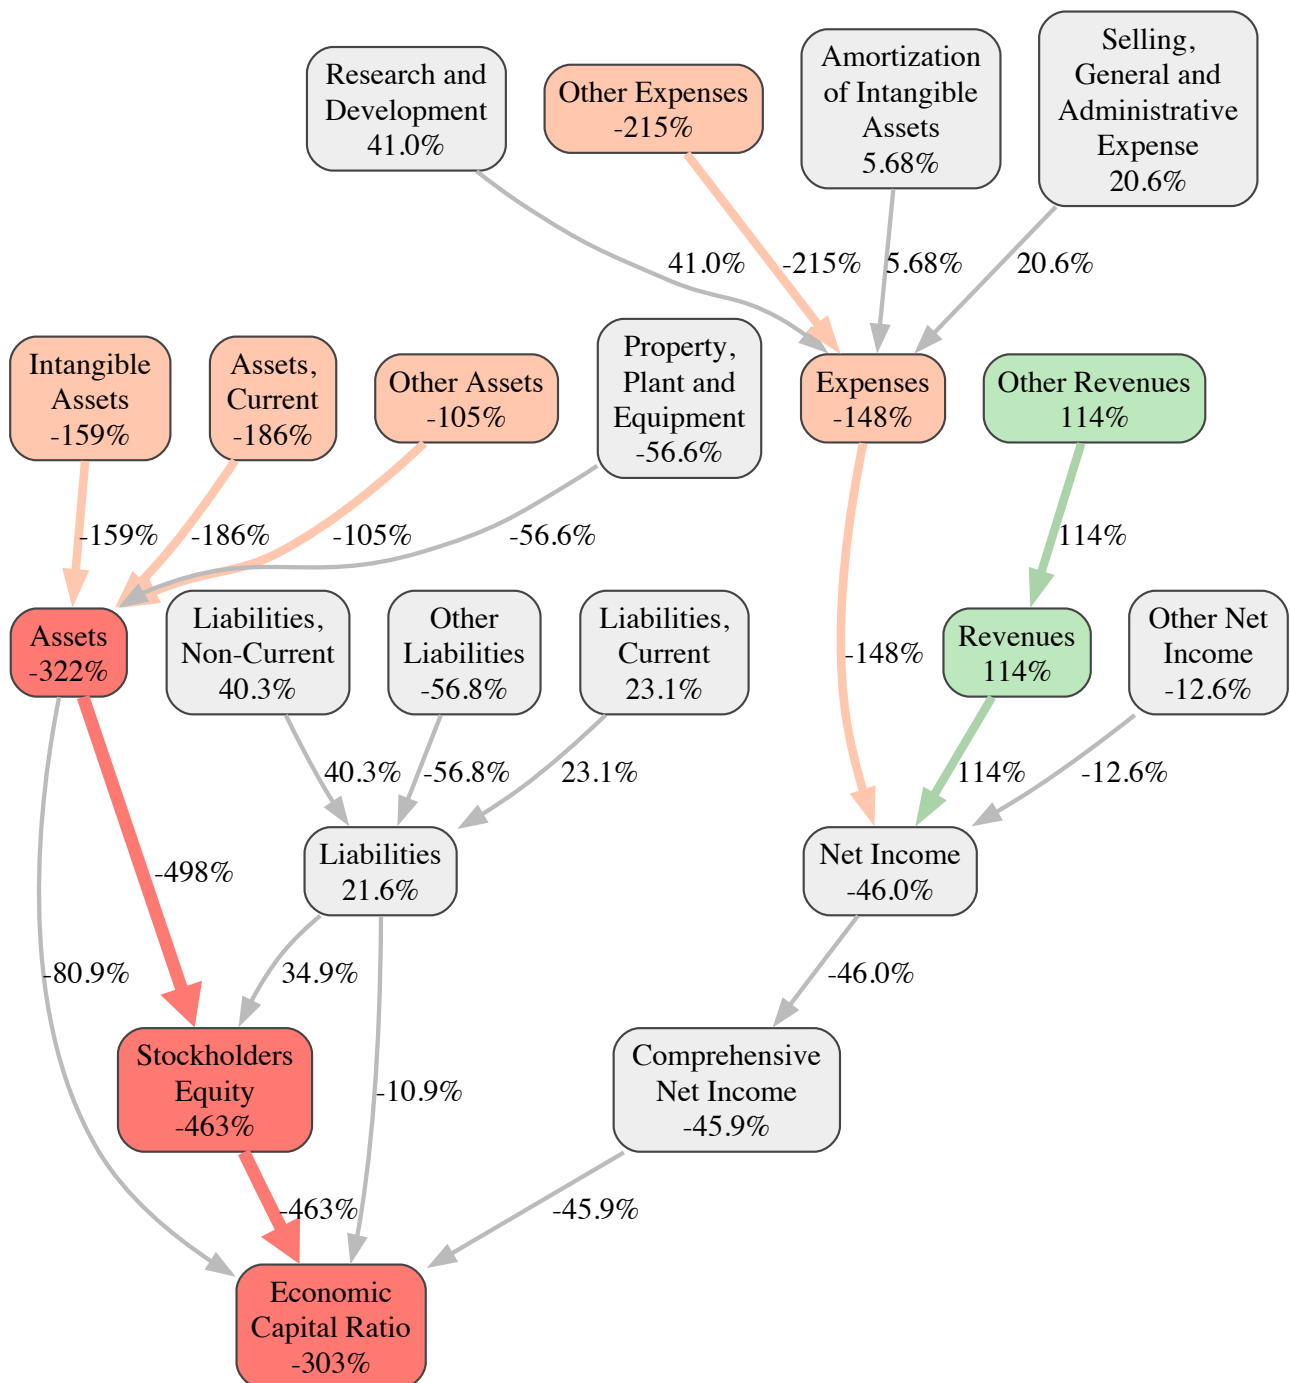 Research and
Development
41.0%
Other Expenses
-215%
Amortization
of Intangible
Assets
5.68%
Selling,
General and
Administrative
Expense
20.6%
41.0%
-215%
5.68%
20.6%
Intangible
Assets
-159%
Assets,
Current
-186%
Other Assets
-105%
Property,
Plant and
Equipment
-56.6%
Expenses
-148%
Other Revenues
114%
-159%
-186%
-105%
-56.6%
114%
Assets
-322%
Liabilities,
Non-Current
40.3%
Other
Liabilities
-56.8%
Liabilities,
Current
23.1%
-148%
Revenues
114%
Other Net
Income
-12.6%
40.3%
-56.8%
23.1%
114%
-12.6%
-498%
Liabilities
21.6%
Net Income
-46.0%
-80.9%
34.9%
-46.0%
Stockholders
Equity
-463%
-10.9%
Comprehensive
Net Income
-45.9%
-463%
-45.9%
Economic
Capital Ratio
-303%